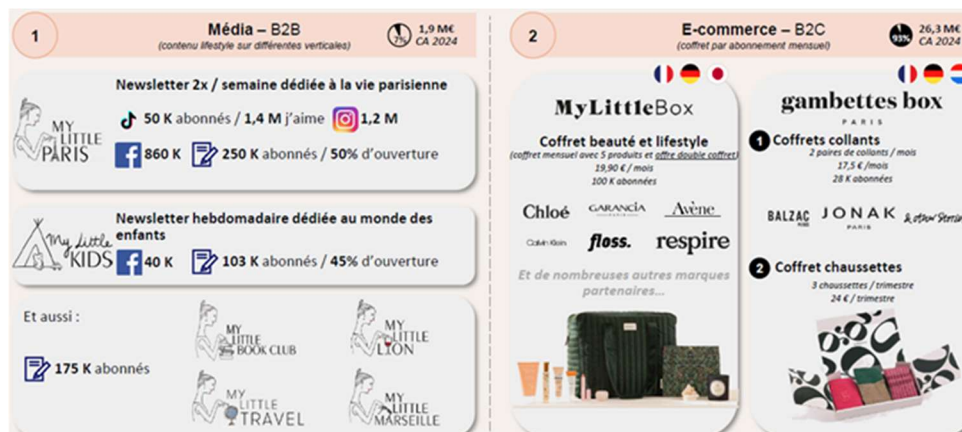 1
Média – B2B
(contenu lifestyle sur différentes verticales)
7%
1,9 M€
CA 2024
Newsletter 2x / semaine dédiée à la vie parisienne
MY
LITTLE
PARIS
50 K abonnés / 1,4 M j'aime
1,2 M
860 K
250 K abonnés / 50% d'ouverture
Newsletter hebdomadaire dédiée au monde des
enfants
My Little
KIDS
40 K
103 K abonnés / 45% d'ouverture
Et aussi :
175 K abonnés
MY
LITTLE
BOOK CLUB
MY
LITTLE
LION
MY
LITTLE
TRAVEL
MY
LITTLE
MARSEILLE
2
E-commerce – B2C
(coffret par abonnement mensuel)
93%
26,3 M€
CA 2024
MyLittleBox
Coffret beauté et lifestyle
(coffret mensuel avec 5 produits et offre double coffret)
19,90 € / mois
100 K abonnées
Chloé
GARANCIA
Avène
Calvin Klein
floss.
respire
Et de nombreuses autres marques
partenaires...
gambettes box
PARIS
1 Coffrets collants
2 paires de collants / mois
17,5 € /mois
28 K abonnées
BALZAC
PARIS
JONAK
PARIS
& other Stories
2 Coffret chaussettes
3 chaussettes / trimestre
24 € / trimestre